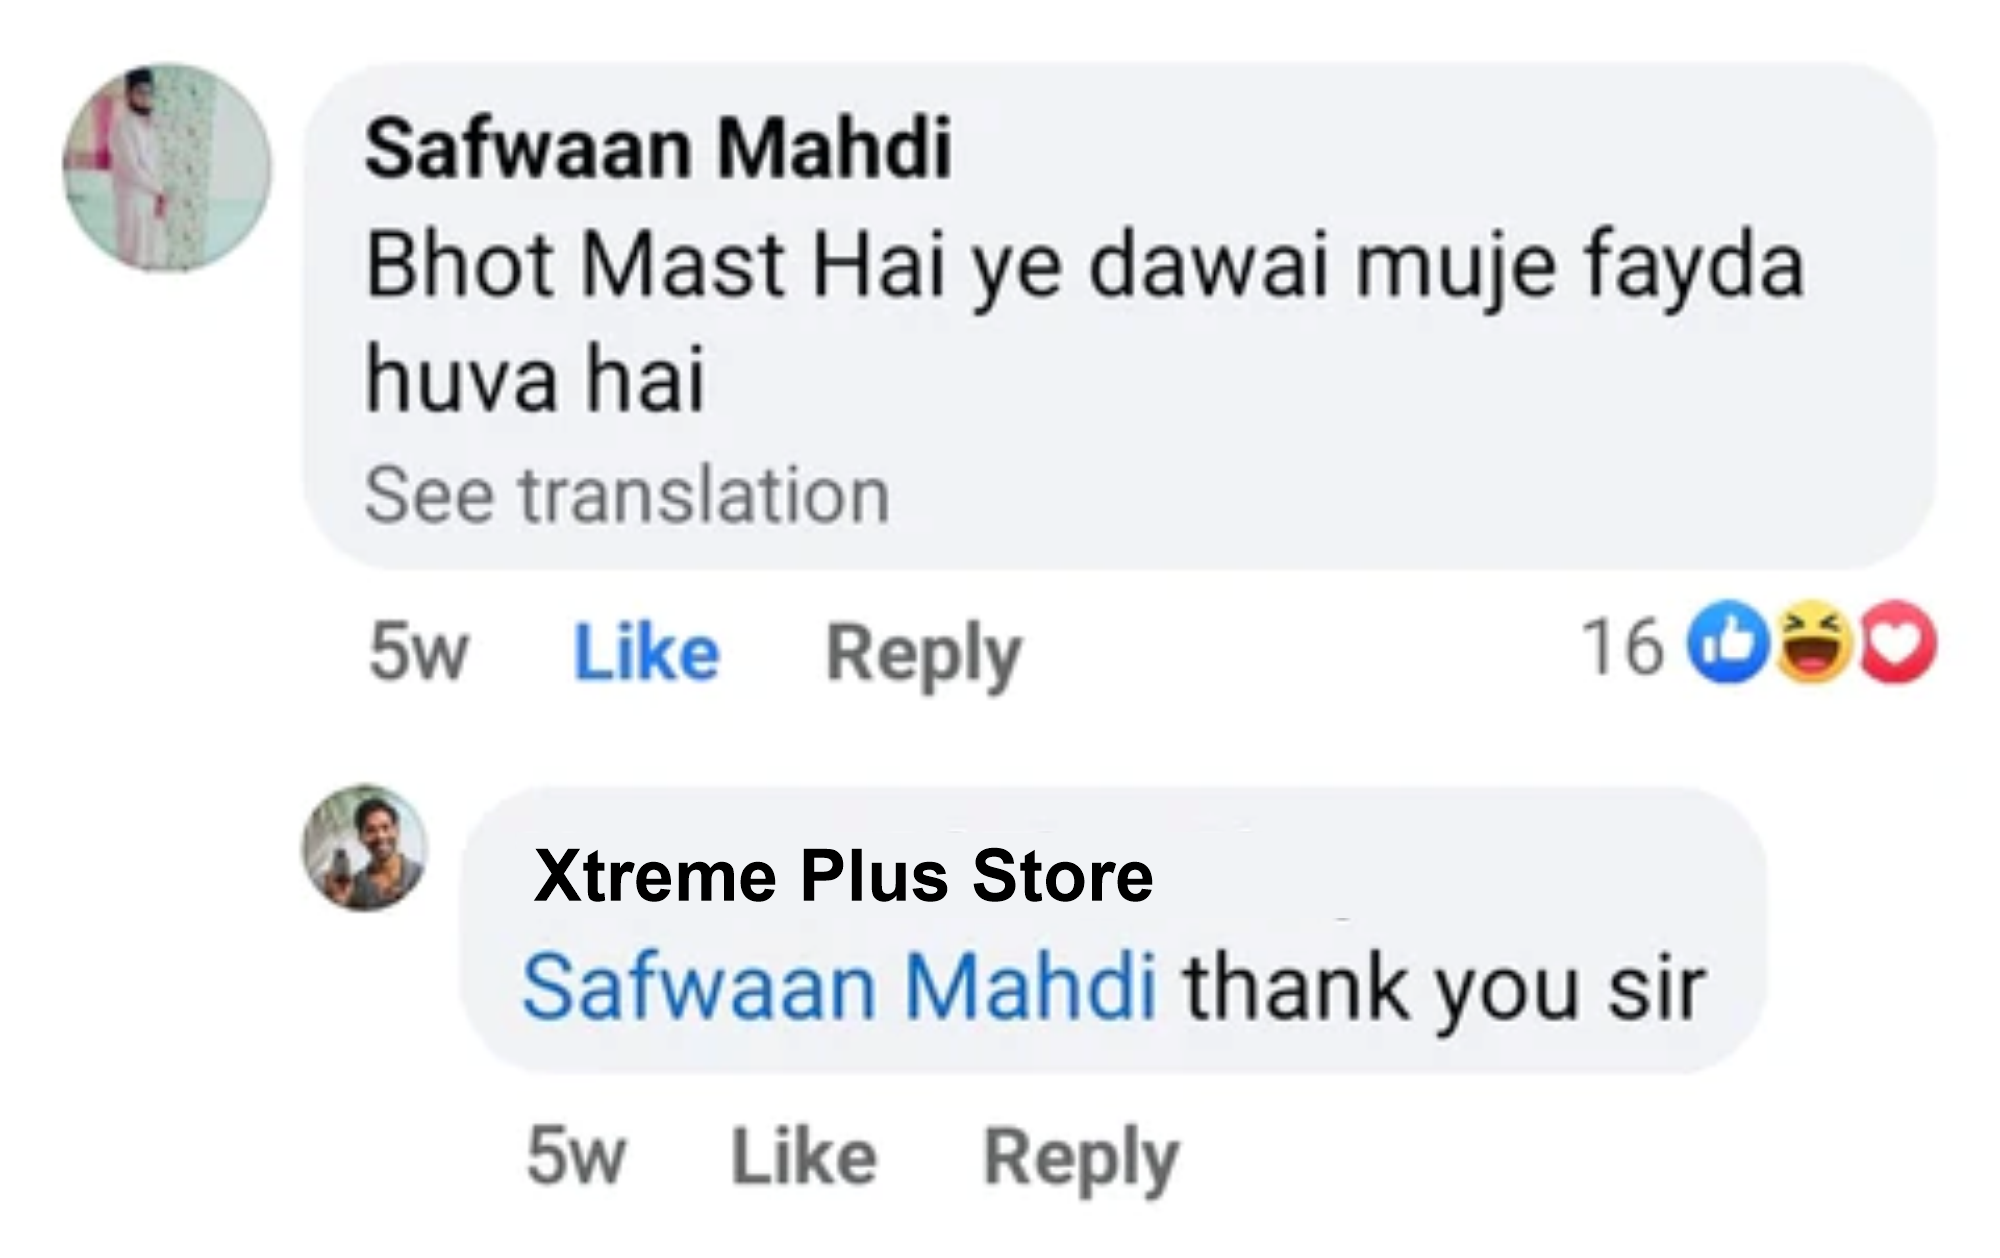 Safwaan Mahdi
Bhot Mast Hai ye dawai muje fayda
huva hai
See translation
5w Like Reply 16
Xtreme Plus Store
Safwaan Mahdi thank you sir
5w Like Reply